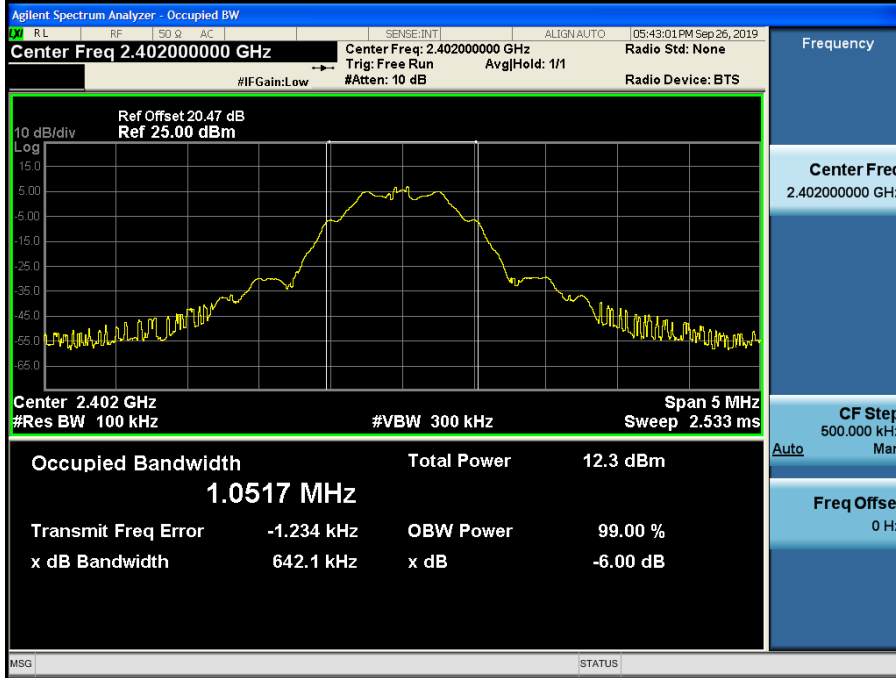 Agilent Spectrum Analyzer - Occupied BW
LXI RL RF 50 Ω AC SENSE:INT ALIGN AUTO 05:43:01 PM Sep 26, 2019
Center Freq 2.402000000 GHz Center Freq: 2.402000000 GHz Radio Std: None Frequency
Trig: Free Run Avg|Hold: 1/1
#IFGain:Low #Atten: 10 dB Radio Device: BTS
Ref Offset 20.47 dB
10 dB/div Ref 25.00 dBm
Log
15.0
5.00
-5.00
-15.0
-25.0
-35.0
-45.0
-55.0
-65.0
Center Freq
2.402000000 GHz
Center 2.402 GHz Span 5 MHz
#Res BW 100 kHz #VBW 300 kHz Sweep 2.533 ms
CF Step
500.000 kHz
Auto Man
Occupied Bandwidth Total Power 12.3 dBm
1.0517 MHz
Transmit Freq Error -1.234 kHz OBW Power 99.00 %
x dB Bandwidth 642.1 kHz x dB -6.00 dB
Freq Offset
0 Hz
MSG STATUS